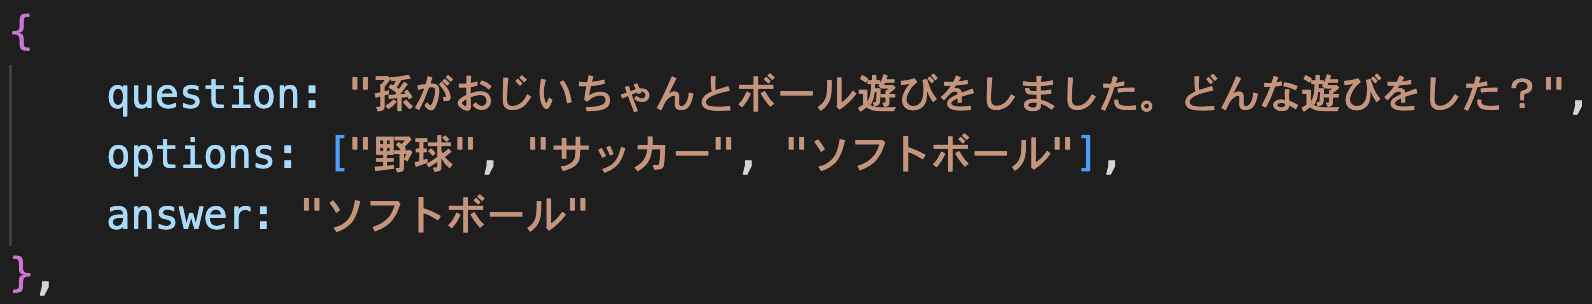 {
question: "孫がおじいちゃんとボール遊びをしました。どんな遊びをした？",
options: ["野球", "サッカー", "ソフトボール"],
answer: "ソフトボール"
},